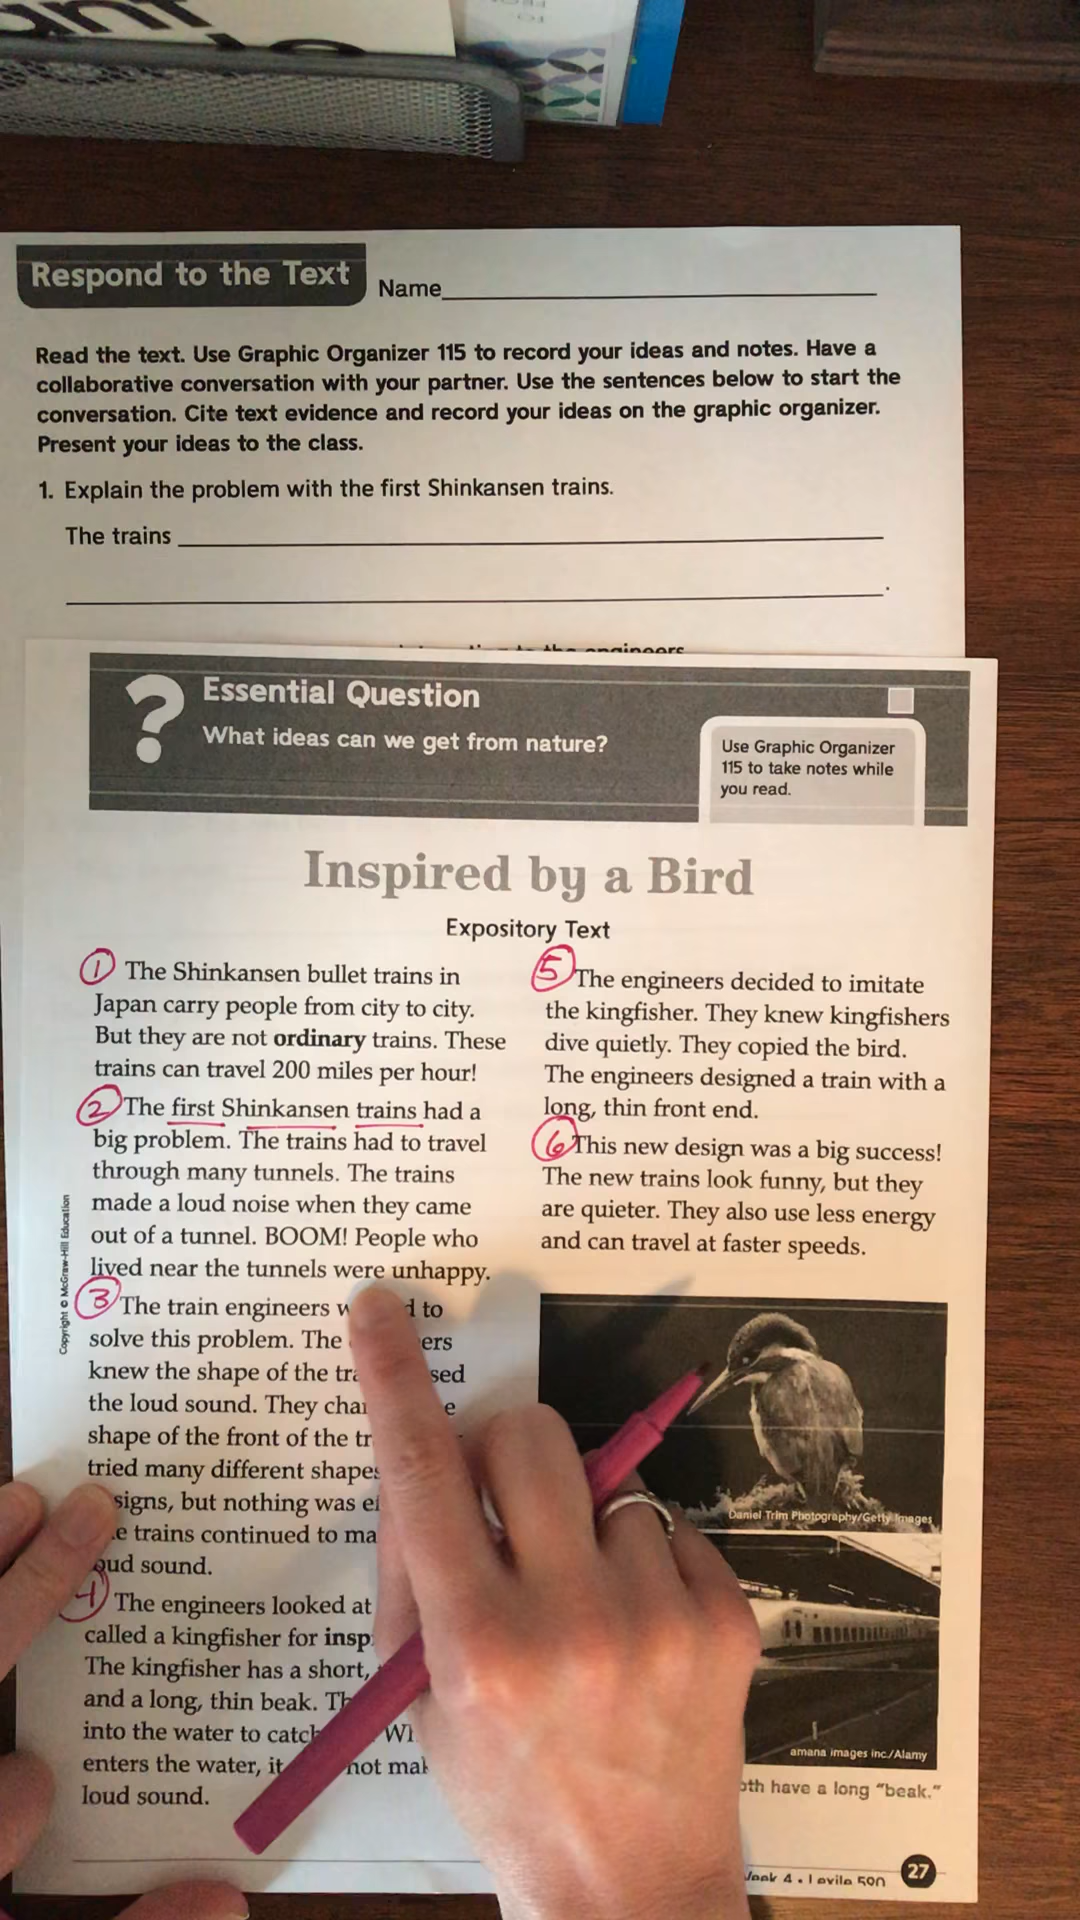 Respond to the Text
Name
Read the text. Use Graphic Organizer 115 to record your ideas and notes. Have a
collaborative conversation with your partner. Use the sentences below to start the
conversation. Cite text evidence and record your ideas on the graphic organizer.
Present your ideas to the class.
1. Explain the problem with the first Shinkansen trains.
The trains
.
engineers
?
Essential Question
What ideas can we get from nature?
Use Graphic Organizer
115 to take notes while
you read.
Inspired by a Bird
Expository Text
1 The Shinkansen bullet trains in
Japan carry people from city to city.
But they are not ordinary trains. These
trains can travel 200 miles per hour!
2 The first Shinkansen trains had a
big problem. The trains had to travel
through many tunnels. The trains
made a loud noise when they came
out of a tunnel. BOOM! People who
lived near the tunnels were unhappy.
3 The train engineers to
solve this problem. The
knew the shape of the
the loud sound. They
shape of the front of the
tried many different shapes
but nothing was
trains continued to
sound.
4 The engineers looked at
called a kingfisher for
The kingfisher has a short,
and a long, thin beak.
into the water to
enters the water, it not
loud sound.
5 The engineers decided to imitate
the kingfisher. They knew kingfishers
dive quietly. They copied the bird.
The engineers designed a train with a
long, thin front end.
6 This new design was a big success!
The new trains look funny, but they
are quieter. They also use less energy
and can travel at faster speeds.
Daniel Trim Photography/Getty Images
amana images inc./Alamy
have a long "beak."
Copyright © McGraw-Hill Education
4 • 590
27